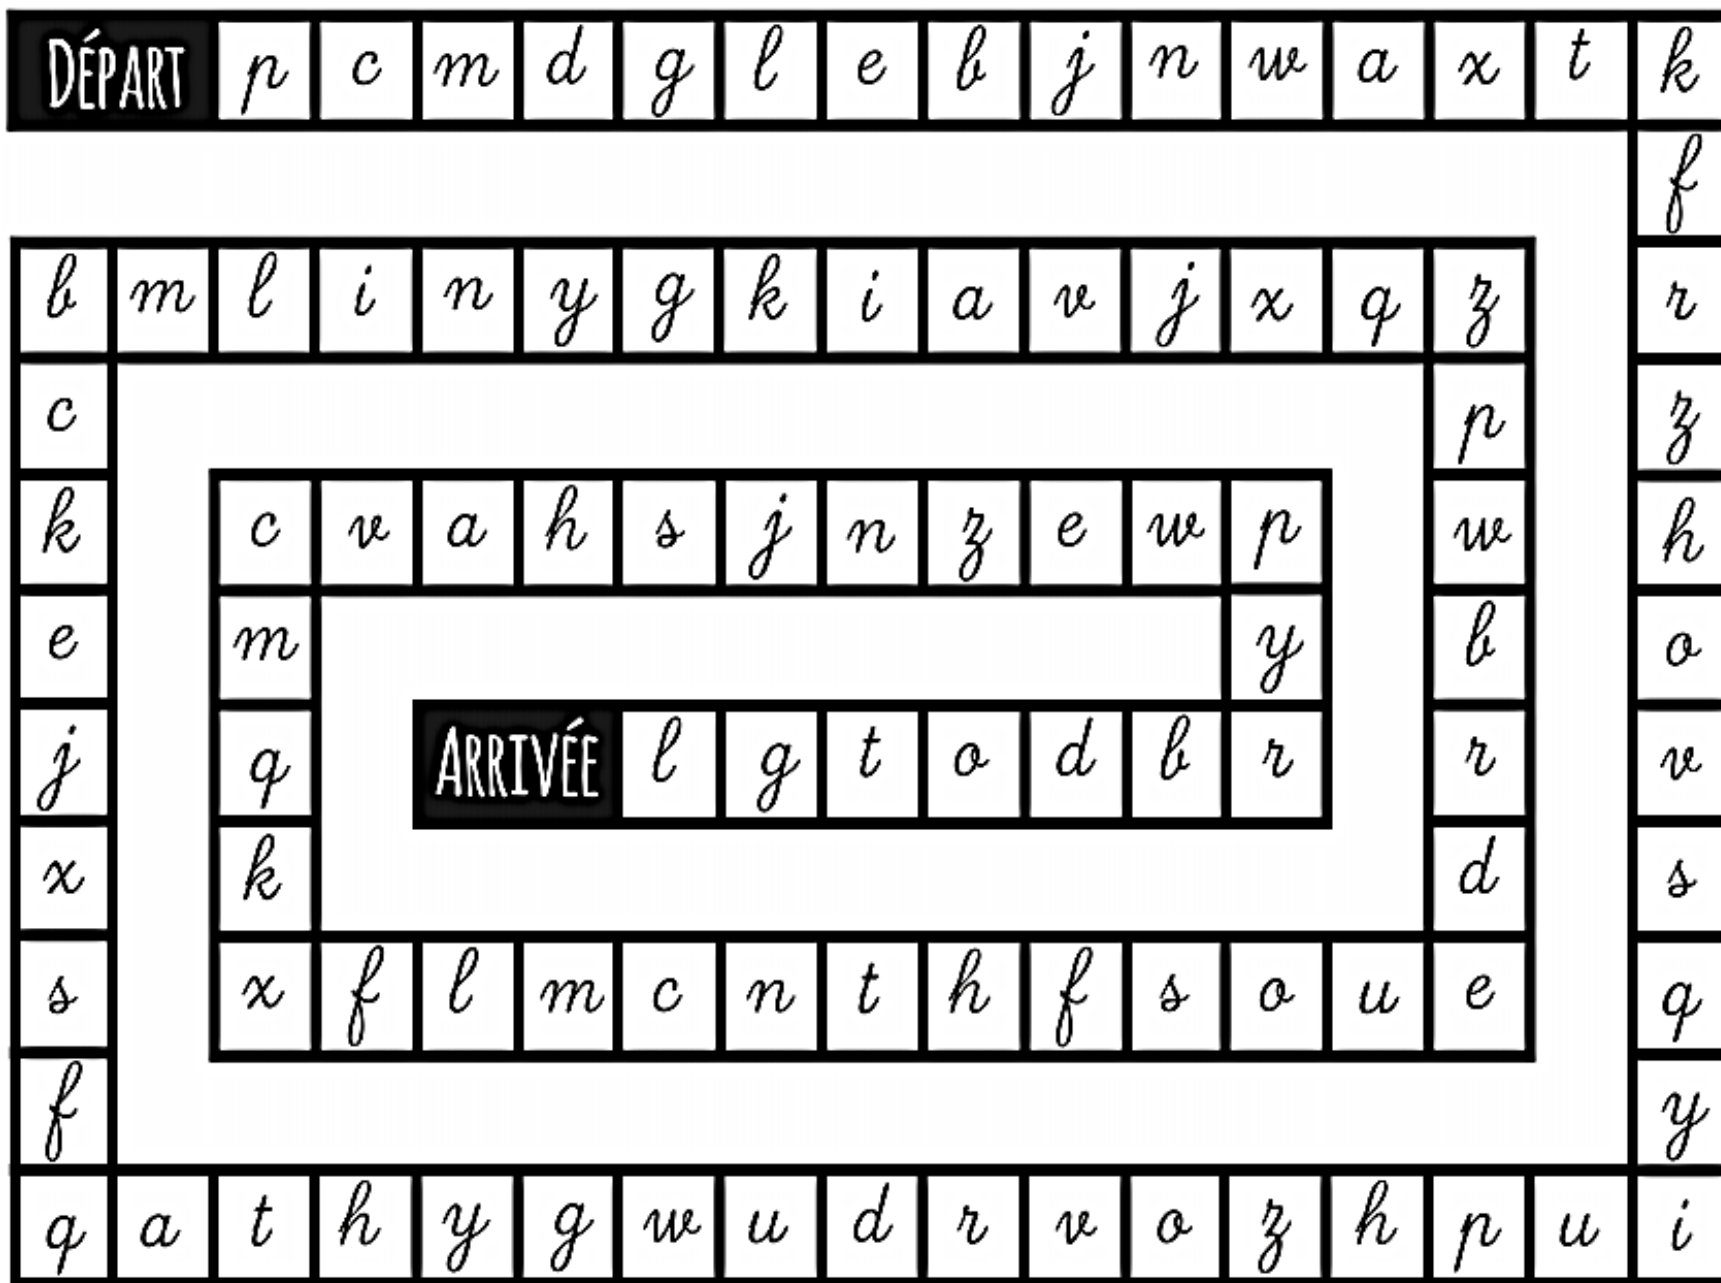 DÉPART p c m d g l e b j n w a x t k
f
b m l i n y g k i a v j x q z r
c p z
k c v a h s j n z e w p w h
e m y b o
j q ARRIVÉE l g t o d b r r v
x k d s
s x f l m c n t h f s o u e q
f y
q a t h y g w u d r v o z h p u i